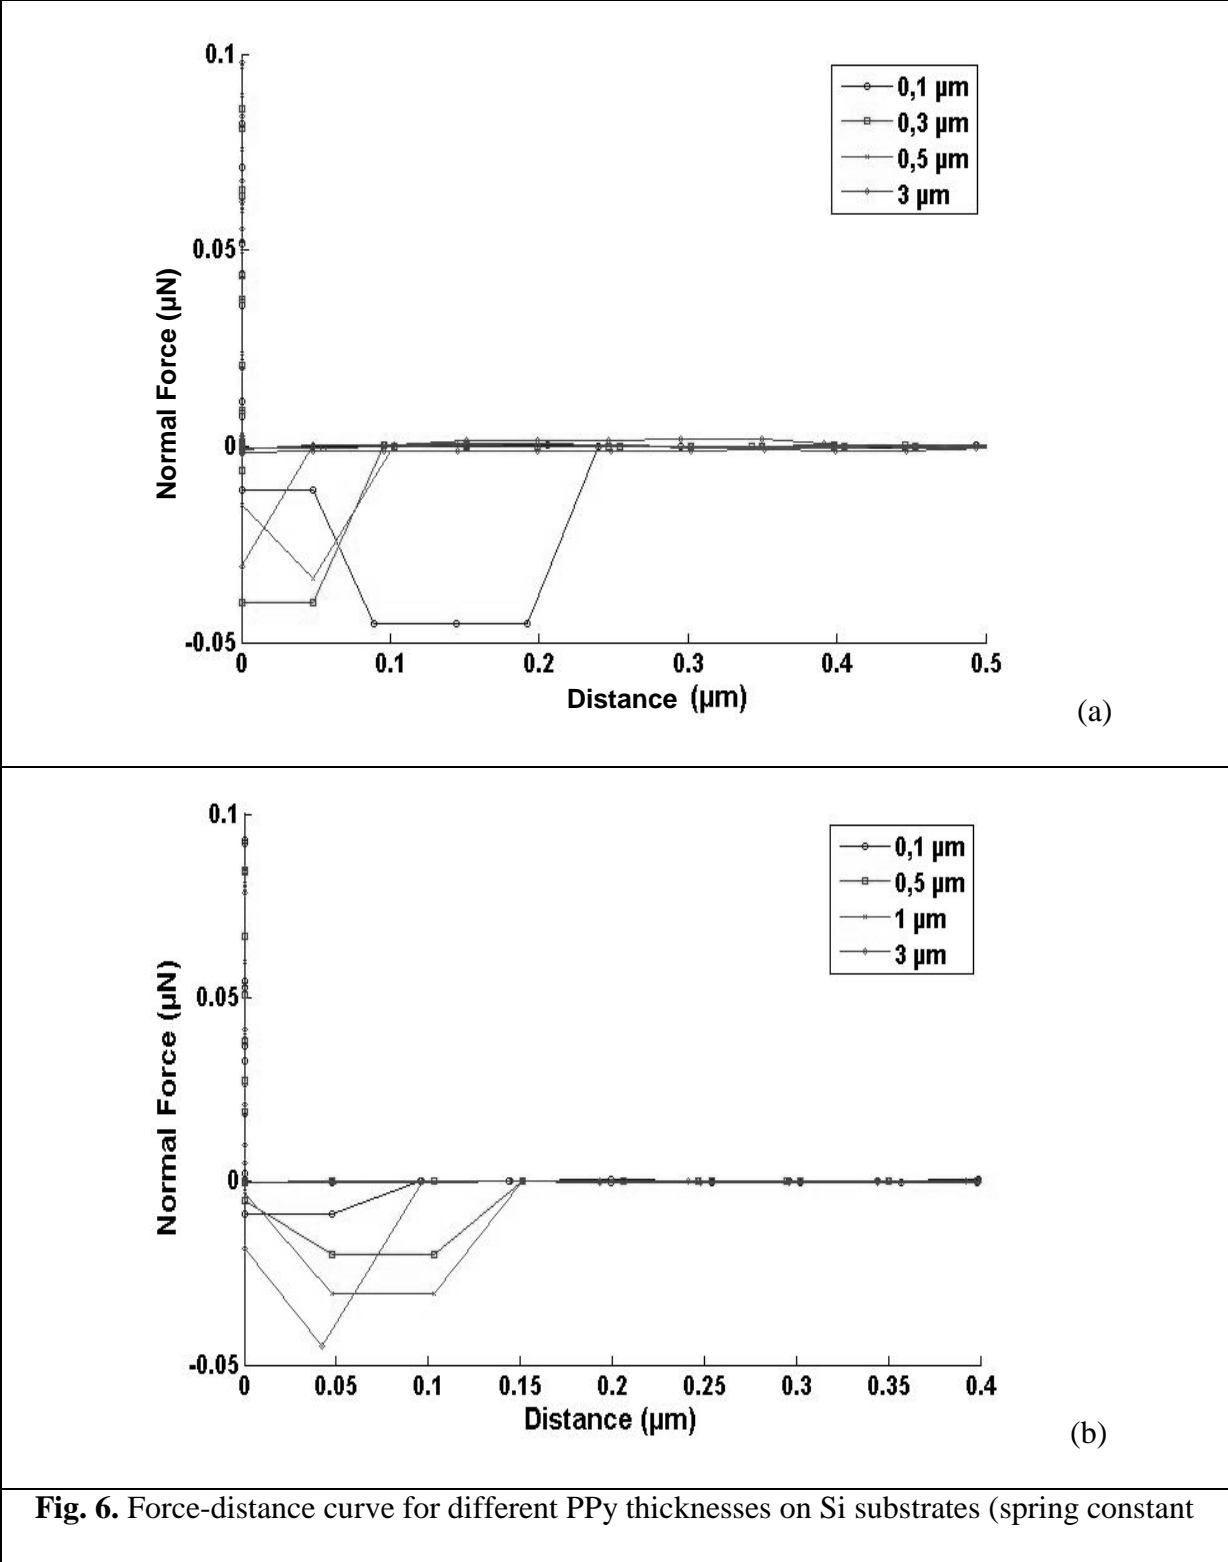 0.1
0,1 µm
0,3 µm
0,5 µm
3 µm
0.05
Normal Force (µN)
0
-0.05
0 0.1 0.2 0.3 0.4 0.5
Distance (µm)
(a)
0.1
0,1 µm
0,5 µm
1 µm
3 µm
0.05
Normal Force (µN)
0
-0.05
0 0.05 0.1 0.15 0.2 0.25 0.3 0.35 0.4
Distance (µm)
(b)
Fig. 6. Force-distance curve for different PPy thicknesses on Si substrates (spring constant